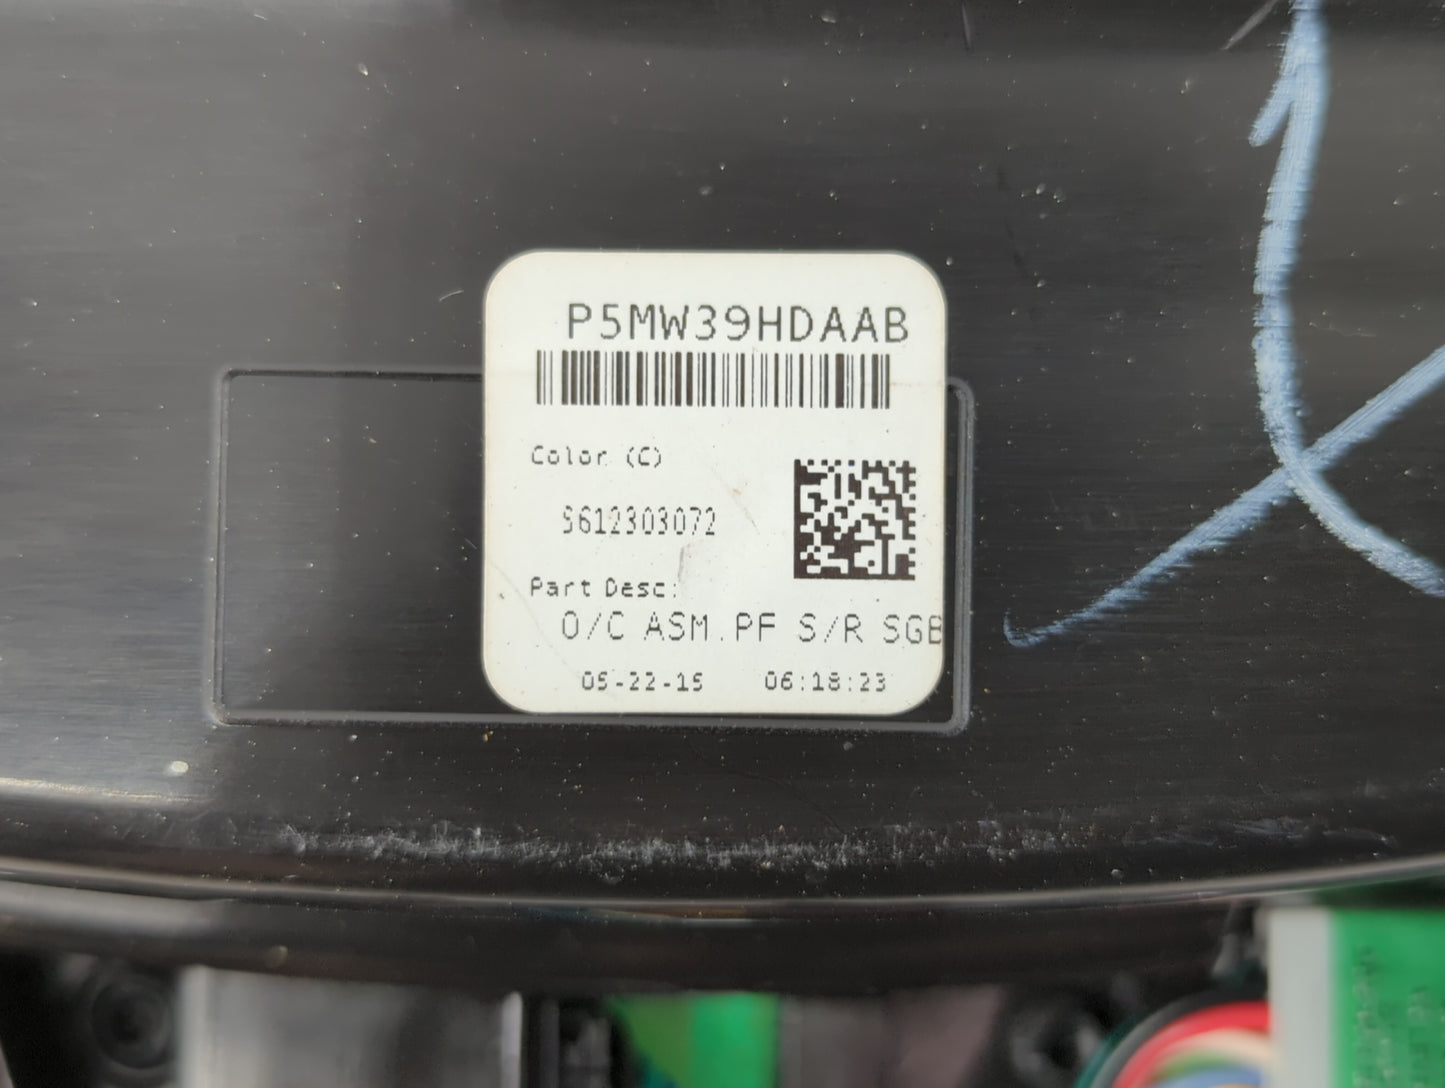 P5MW39HDAAB
Color (C)
S612303072
Part Desc:
O/C ASM.PF S/R SGB
05-22-15 06:18:23